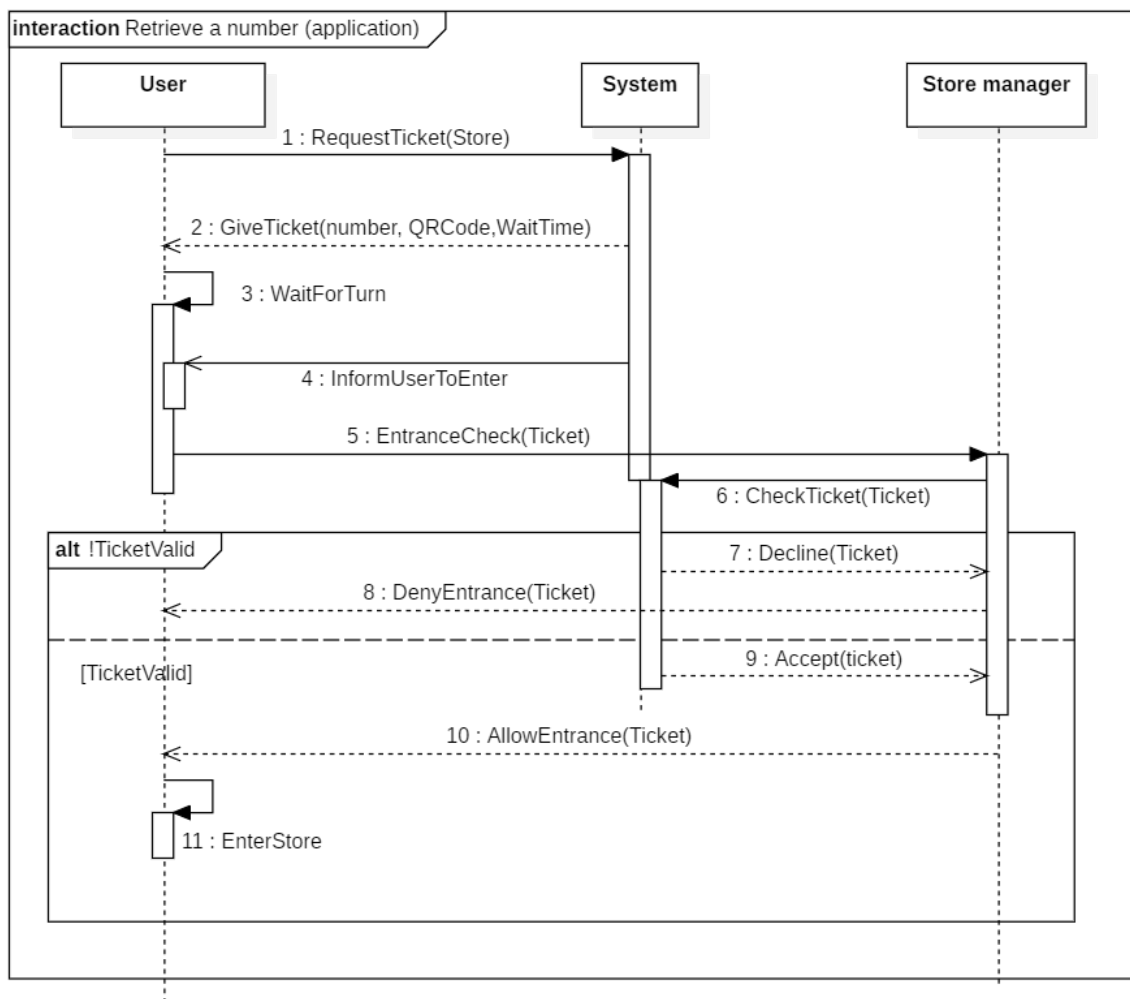 interaction Retrieve a number (application)
User
System
Store manager
1 : RequestTicket(Store)
2 : GiveTicket(number, QRCode,WaitTime)
3 : WaitForTurn
4 : InformUserToEnter
5 : EntranceCheck(Ticket)
6 : CheckTicket(Ticket)
alt !TicketValid
7 : Decline(Ticket)
8 : DenyEntrance(Ticket)
9 : Accept(ticket)
[TicketValid]
10 : AllowEntrance(Ticket)
11 : EnterStore